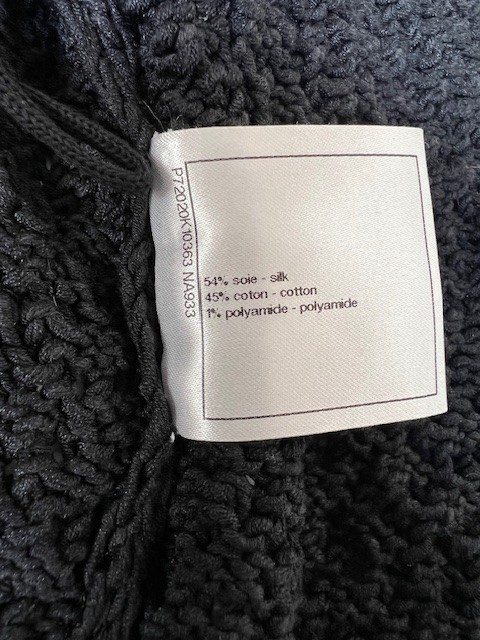 P72020K10363 NA933
54% soie - silk
45% coton - cotton
1% polyamide - polyamide